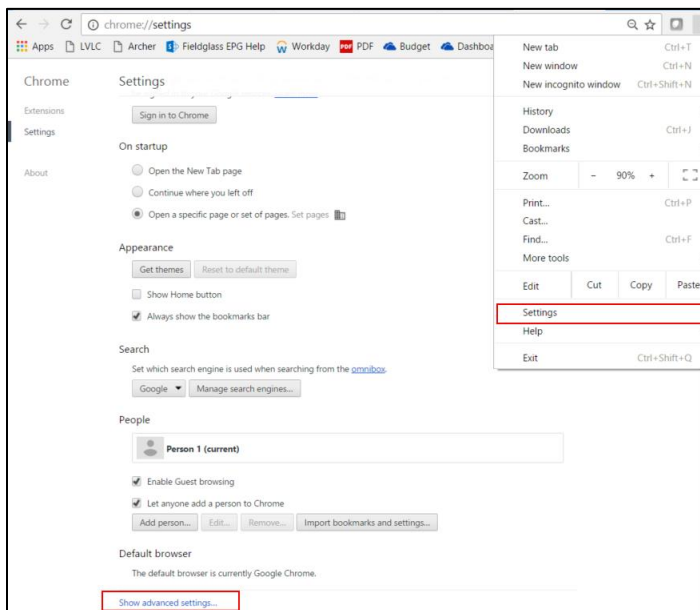 chrome://settings
Apps LVLC Archer Fieldglass EPG Help Workday PDF PDF Budget Dashboa
Chrome
Extensions
Settings
About
Settings
Sign in to Chrome
On startup
Open the New Tab page
Continue where you left off
Open a specific page or set of pages. Set pages
Appearance
Get themes Reset to default theme
Show Home button
Always show the bookmarks bar
Search
Set which search engine is used when searching from the omnibox.
Google Manage search engines...
People
Person 1 (current)
Enable Guest browsing
Let anyone add a person to Chrome
Add person... Edit... Remove... Import bookmarks and settings...
Default browser
The default browser is currently Google Chrome.
Show advanced settings...
New tab Ctrl+T
New window Ctrl+N
New incognito window Ctrl+Shift+N
History
Downloads Ctrl+J
Bookmarks
Zoom - 90% +
Print... Ctrl+P
Cast...
Find... Ctrl+F
More tools
Edit Cut Copy Paste
Settings
Help
Exit Ctrl+Shift+Q